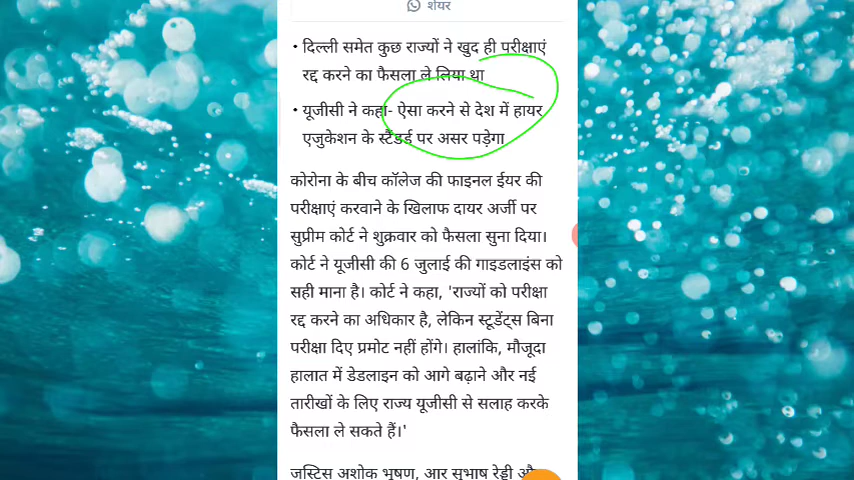 शेयर
• दिल्ली समेत कुछ राज्यों ने खुद ही परीक्षाएं
रद्द करने का फैसला ले लिया था
• यूजीसी ने कहा- ऐसा करने से देश में हायर
एजुकेशन के स्टैंडर्ड पर असर पड़ेगा
कोरोना के बीच कॉलेज की फाइनल ईयर की
परीक्षाएं करवाने के खिलाफ दायर अर्जी पर
सुप्रीम कोर्ट ने शुक्रवार को फैसला सुना दिया।
कोर्ट ने यूजीसी की 6 जुलाई की गाइडलाइंस को
सही माना है। कोर्ट ने कहा, 'राज्यों को परीक्षा
रद्द करने का अधिकार है, लेकिन स्टूडेंट्स बिना
परीक्षा दिए प्रमोट नहीं होंगे। हालांकि, मौजूदा
हालात में डेडलाइन को आगे बढ़ाने और नई
तारीखों के लिए राज्य यूजीसी से सलाह करके
फैसला ले सकते हैं।'
जस्टिस अशोक भूषण, आर सुभाष रेड्डी और